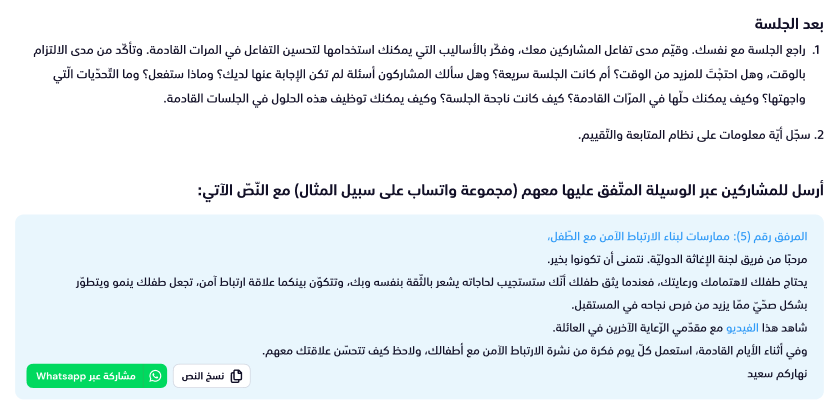 بعد الجلسة
1. راجع الجلسة مع نفسك. وقيّم مدى تفاعل المشاركين معك، وفكّر بالأساليب التي يمكنك استخدامها لتحسين التفاعل في المرات القادمة. وتأكّد من مدى الالتزام
بالوقت، وهل احتجْتَ للمزيد من الوقت؟ أم كانت الجلسة سريعة؟ وهل سألك المشاركون أسئلة لم تكن الإجابة عنها لديك؟ وماذا ستفعل؟ وما التّحدّيات الّتي
واجهتها؟ وكيف يمكنك حلّها في المرّات القادمة؟ كيف كانت ناجحة الجلسة؟ وكيف يمكنك توظيف هذه الحلول في الجلسات القادمة.
2. سجّل أيّة معلومات على نظام المتابعة والتّقييم.
أرسل للمشاركين عبر الوسيلة المتّفق عليها معهم (مجموعة واتساب على سبيل المثال) مع النّصّ الآتي:
المرفق رقم (5): ممارسات لبناء الارتباط الآمن مع الطّفل،
مرحبًا من فريق لجنة الإغاثة الدوليّة. نتمنى أن تكونوا بخير.
يحتاج طفلك لاهتمامك ورعايتك، فعندما يثق طفلك أنّك ستستجيب لحاجاته يشعر بالثّقة بنفسه وبك، وتتكوّن بينكما علاقة ارتباط آمن، تجعل طفلك ينمو ويتطوّر
بشكل صحّيّ ممّا يزيد من فرص نجاحه في المستقبل.
شاهد هذا الفيديو مع مقدّمي الرّعاية الآخرين في العائلة.
وفي أثناء الأيام القادمة، استعمل كلّ يوم فكرة من نشرة الارتباط الآمن مع أطفالك، ولاحظ كيف تتحسّن علاقتك معهم.
نهاركم سعيد
نسخ النص
مشاركة عبر Whatsapp